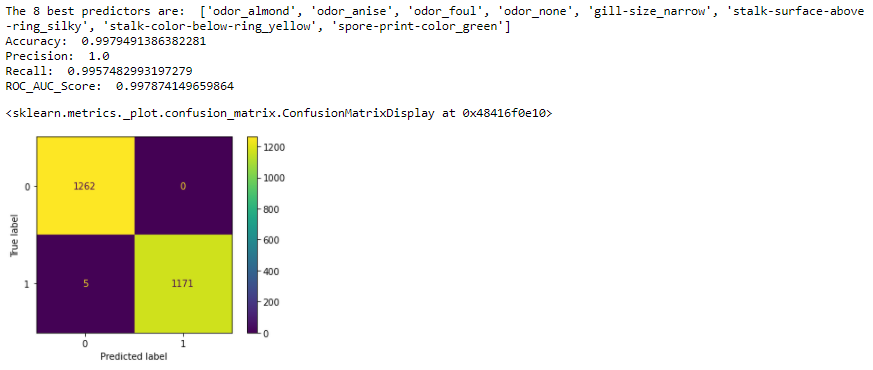 The 8 best predictors are:  ['odor_almond', 'odor_anise', 'odor_foul', 'odor_none', 'gill-size_narrow', 'stalk-surface-above
-ring_silky', 'stalk-color-below-ring_yellow', 'spore-print-color_green']
Accuracy:  0.9979491386382281
Precision:  1.0
Recall:  0.9957482993197279
ROC_AUC_Score:  0.997874149659864
<sklearn.metrics._plot.confusion_matrix.ConfusionMatrixDisplay at 0x48416f0e10>
True label
0
1
1262
0
5
1171
0
1
Predicted label
1200
1000
800
600
400
200
0